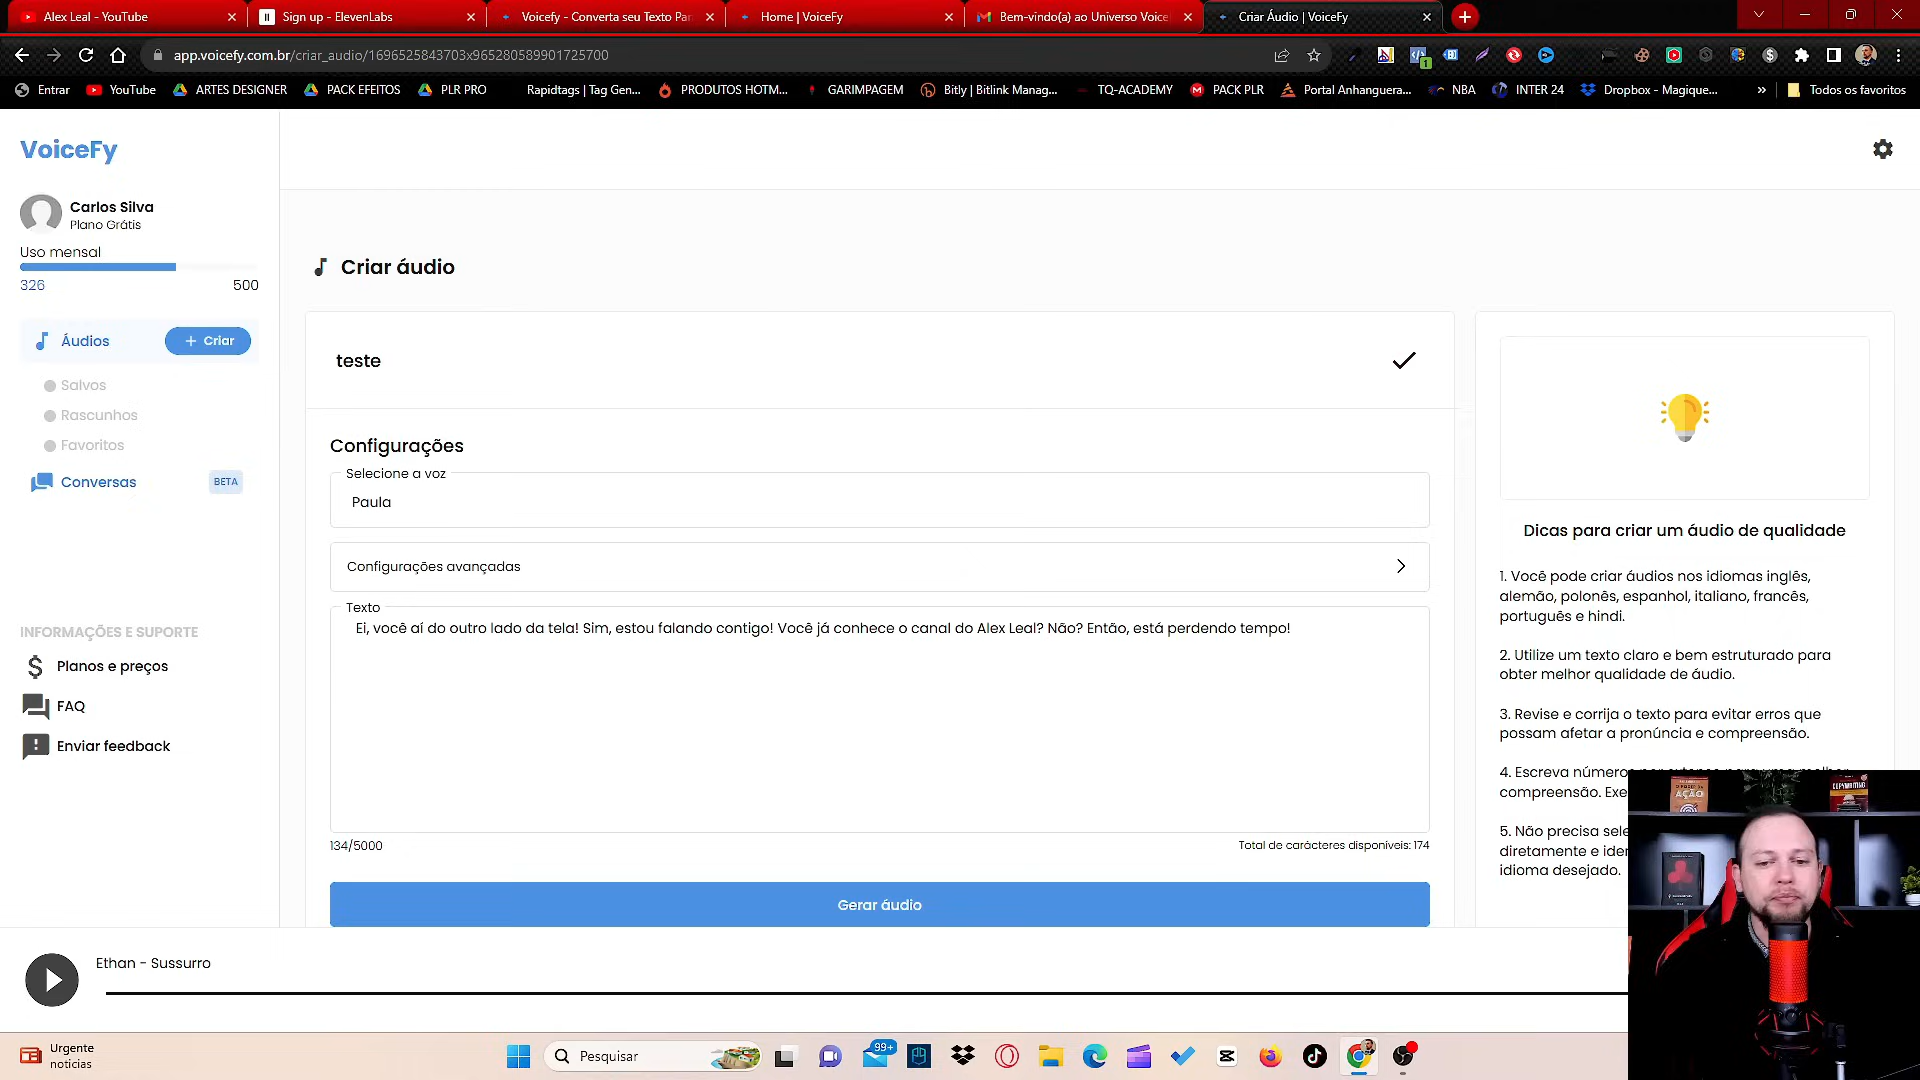 Alex Leal - YouTube
Sign up - ElevenLabs
Voicefy - Converta seu Texto Par
Home | VoiceFy
Bem-vindo(a) ao Universo Voice
Criar Áudio | VoiceFy
app.voicefy.com.br/criar_audio/1696525843703x965280589901725700
1
Entrar
YouTube
ARTES DESIGNER
PACK EFEITOS
PLR PRO
Rapidtags | Tag Gen...
PRODUTOS HOTM...
GARIMPAGEM
Bitly | Bitlink Manag...
TQ-ACADEMY
PACK PLR
Portal Anhanguera...
NBA
INTER 24
Dropbox - Magique...
»
Todos os favoritos
VoiceFy
Carlos Silva
Plano Grátis
Uso mensal
326
500
Áudios
+ Criar
Salvos
Rascunhos
Favoritos
Conversas
BETA
INFORMAÇÕES E SUPORTE
Planos e preços
FAQ
Enviar feedback
Criar áudio
teste
Configurações
Selecione a voz
Paula
Configurações avançadas
Texto
Ei, você aí do outro lado da tela! Sim, estou falando contigo! Você já conhece o canal do Alex Leal? Não? Então, está perdendo tempo!
134/5000
Total de carácteres disponíveis: 174
Gerar áudio
Dicas para criar um áudio de qualidade
1. Você pode criar áudios nos idiomas inglês,
alemão, polonês, espanhol, italiano, francês,
português e hindi.
2. Utilize um texto claro e bem estruturado para
obter melhor qualidade de áudio.
3. Revise e corrija o texto para evitar erros que
possam afetar a pronúncia e compreensão.
4. Escreva números
compreensão. Exe
5. Não precisa sele
diretamente e iden
idioma desejado.
AÇÃO
COPYWRITING
Ethan - Sussurro
Urgente
notícias
Pesquisar
99+